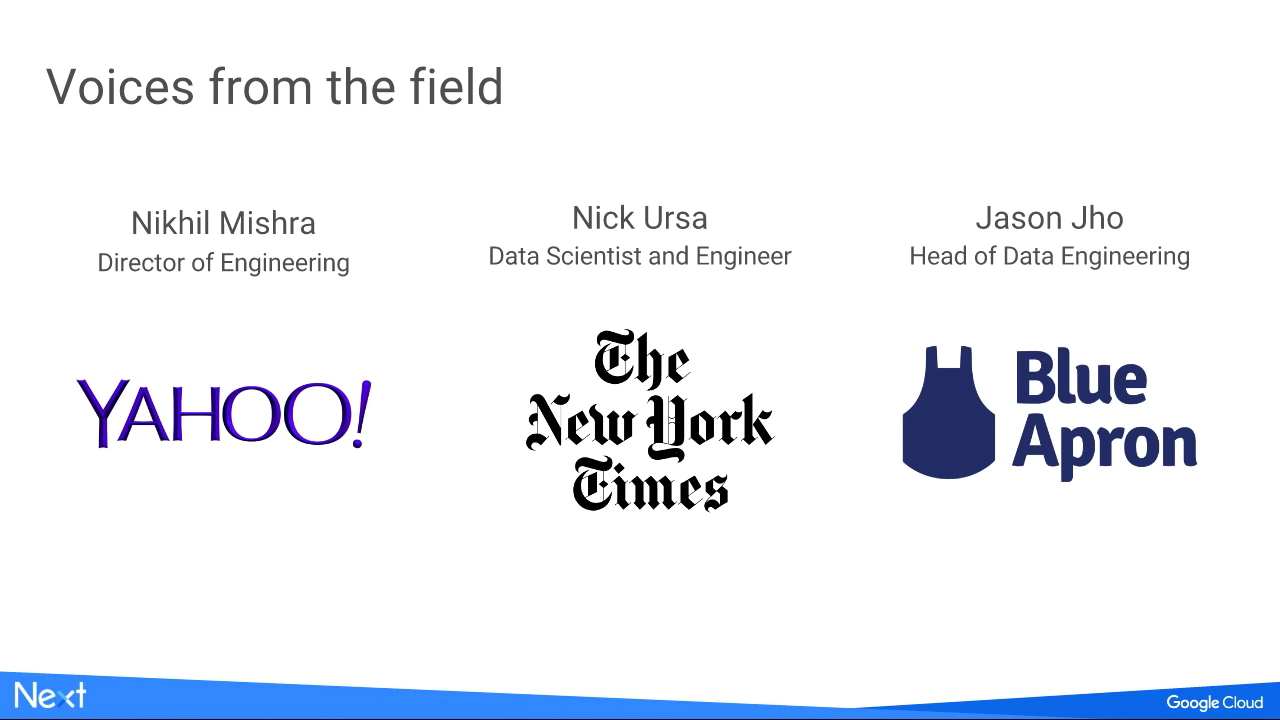 Voices from the field
Nikhil Mishra
Director of Engineering
YAHOO!
Nick Ursa
Data Scientist and Engineer
The
New York
Times
Jason Jho
Head of Data Engineering
Blue
Apron
Next
Google Cloud